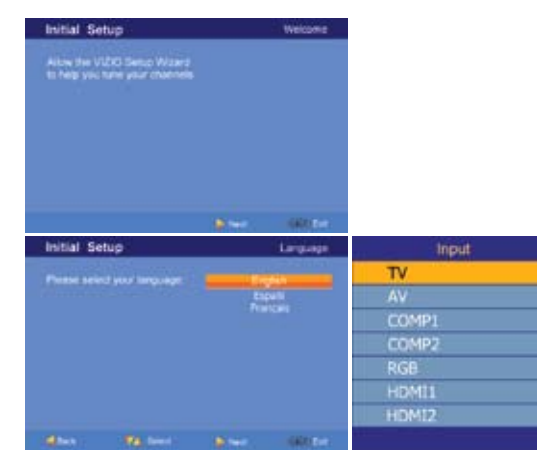 Initial Setup Welcome
Allow the VIZIO Setup Wizard
to help you tune your channels
Next Exit
Initial Setup Language
Please select your language:
English
Español
Français
Back Select Next Exit
Input
TV
AV
COMP1
COMP2
RGB
HDMI1
HDMI2